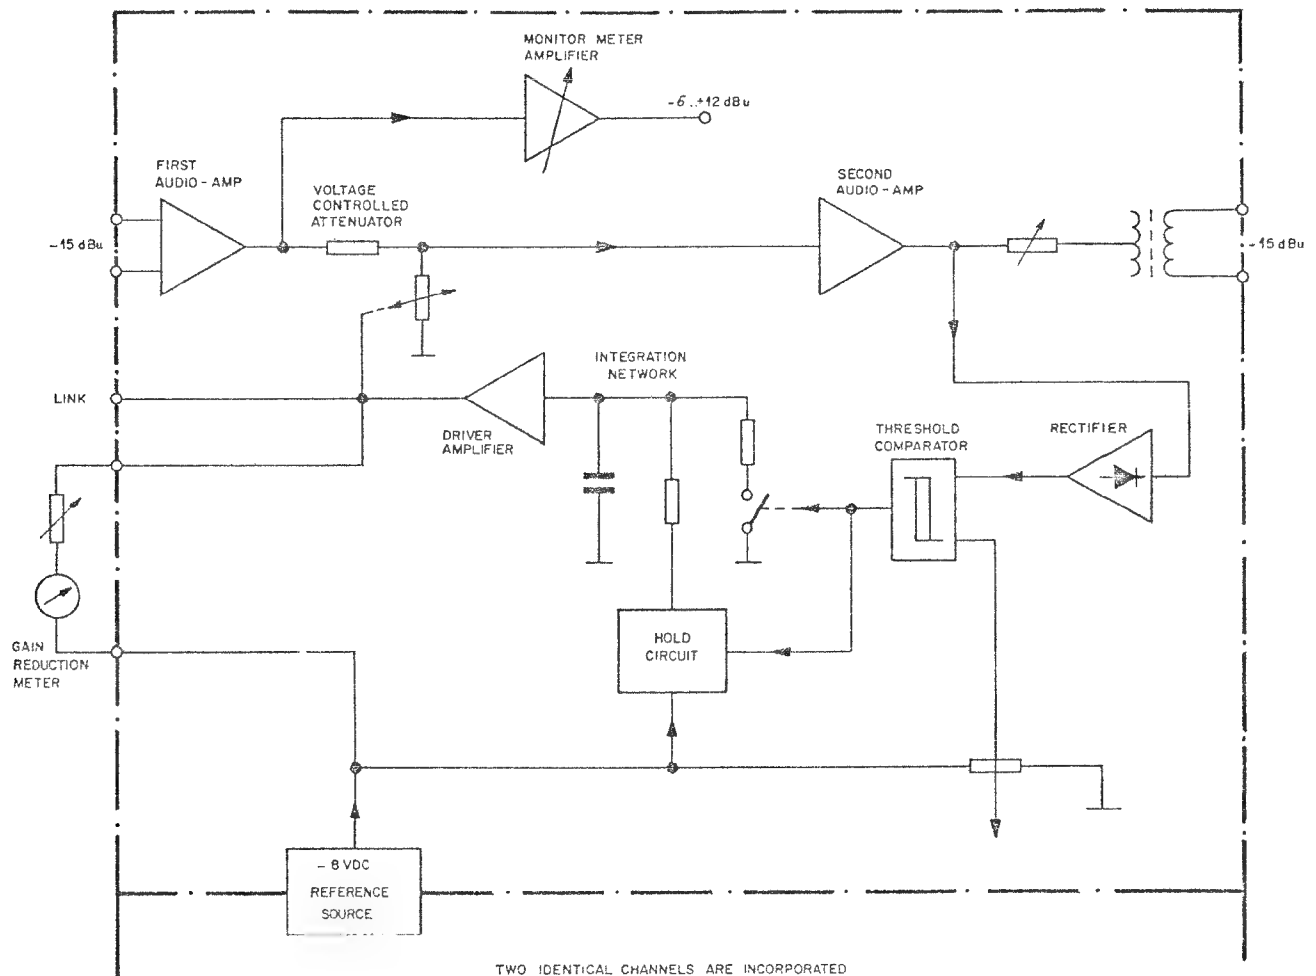 MONITOR METER
AMPLIFIER
-6..+12 dBu
FIRST
AUDIO-AMP
VOLTAGE
CONTROLLED
ATTENUATOR
SECOND
AUDIO-AMP
-15 dBu
-15 dBu
INTEGRATION
NETWORK
LINK
DRIVER
AMPLIFIER
THRESHOLD
COMPARATOR
RECTIFIER
HOLD
CIRCUIT
GAIN
REDUCTION
METER
- 8 VDC
REFERENCE
SOURCE
TWO IDENTICAL CHANNELS ARE INCORPORATED